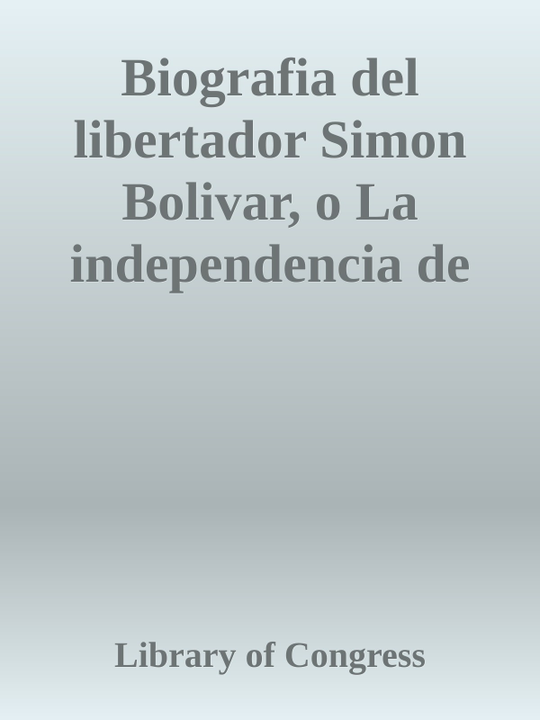 Biografia del
libertador Simon
Bolivar, o La
independencia de
Library of Congress